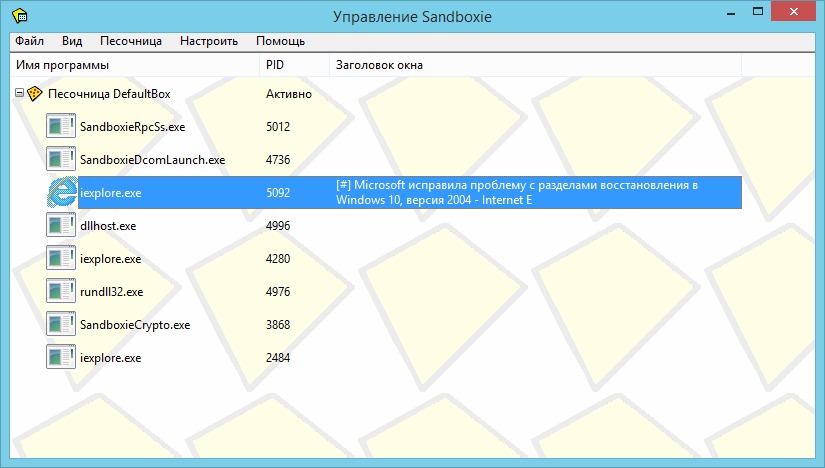 Управление Sandboxie
Файл Вид Песочница Настроить Помощь
Имя программы PID Заголовок окна
Песочница DefaultBox Активно
SandboxieRpcSs.exe 5012
SandboxieDcomLaunch.exe 4736
iexplore.exe 5092 [#] Microsoft исправила проблему с разделами восстановления в
Windows 10, версия 2004 - Internet E
dllhost.exe 4996
iexplore.exe 4280
rundll32.exe 4976
SandboxieCrypto.exe 3868
iexplore.exe 2484